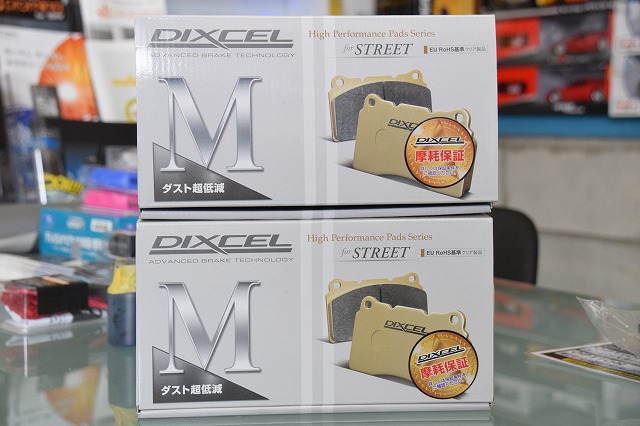 DIXCEL
ADVANCED BRAKE TECHNOLOGY
High Performance Pads Series
for STREET
EU RoHS基準クリア製品
M
ダスト超低減
DIXCEL
DIXCEL
摩耗保証
DIXCEL
ADVANCED BRAKE TECHNOLOGY
High Performance Pads Series
for STREET
EU RoHS基準クリア製品
M
ダスト超低減
DIXCEL
DIXCEL
摩耗保証